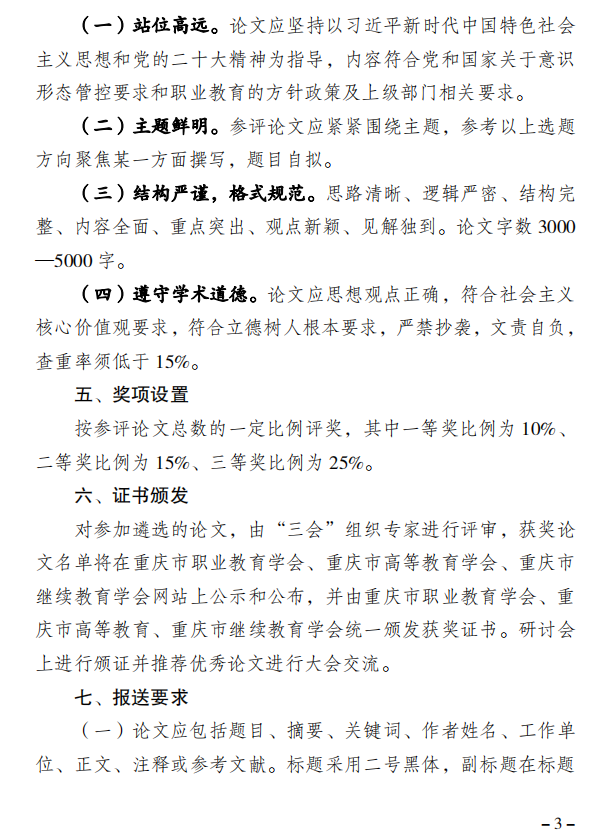 （一）站位高远。论文应坚持以习近平新时代中国特色社会
主义思想和党的二十大精神为指导，内容符合党和国家关于意识
形态管控要求和职业教育的方针政策及上级部门相关要求。
（二）主题鲜明。参评论文应紧紧围绕主题，参考以上选题
方向聚焦某一方面撰写，题目自拟。
（三）结构严谨，格式规范。思路清晰、逻辑严密、结构完
整、内容全面、重点突出、观点新颖、见解独到。论文字数 3000
—5000 字。
（四）遵守学术道德。论文应思想观点正确，符合社会主义
核心价值观要求，符合立德树人根本要求，严禁抄袭，文责自负，
查重率须低于 15%。
五、奖项设置
按参评论文总数的一定比例评奖，其中一等奖比例为 10%、
二等奖比例为 15%、三等奖比例为 25%。
六、证书颁发
对参加遴选的论文，由“三会”组织专家进行评审，获奖论
文名单将在重庆市职业教育学会、重庆市高等教育学会、重庆市
继续教育学会网站上公示和公布，并由重庆市职业教育学会、重
庆市高等教育、重庆市继续教育学会统一颁发获奖证书。研讨会
上进行颁证并推荐优秀论文进行大会交流。
七、报送要求
（一）论文应包括题目、摘要、关键词、作者姓名、工作单
位、正文、注释或参考文献。标题采用二号黑体，副标题在标题
－3－